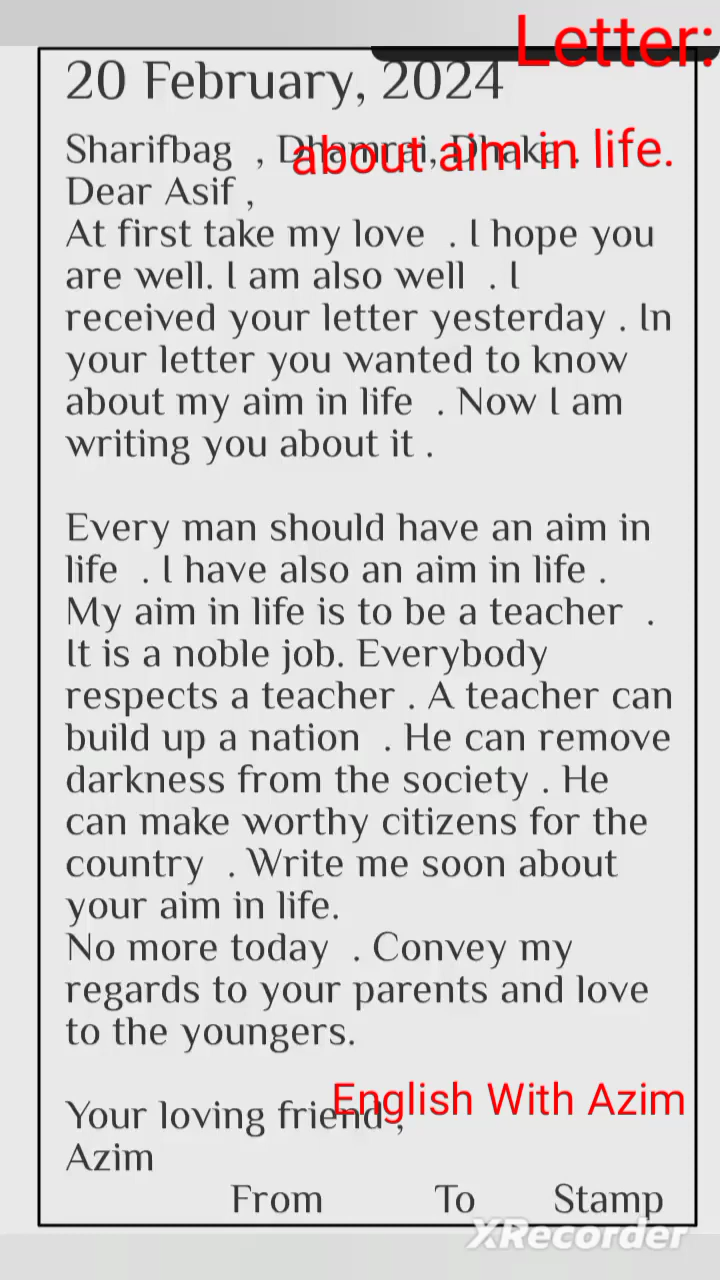 Letter:
20 February, 2024
about aim in life.
Sharifbag , Dhamrai, Dhaka .
Dear Asif ,
At first take my love . I hope you
are well. I am also well . I
received your letter yesterday . In
your letter you wanted to know
about my aim in life . Now I am
writing you about it .
Every man should have an aim in
life . I have also an aim in life .
My aim in life is to be a teacher .
It is a noble job. Everybody
respects a teacher . A teacher can
build up a nation . He can remove
darkness from the society . He
can make worthy citizens for the
country . Write me soon about
your aim in life.
No more today . Convey my
regards to your parents and love
to the youngers.
English With Azim
Your loving friend ,
Azim
From To Stamp
XRecorder